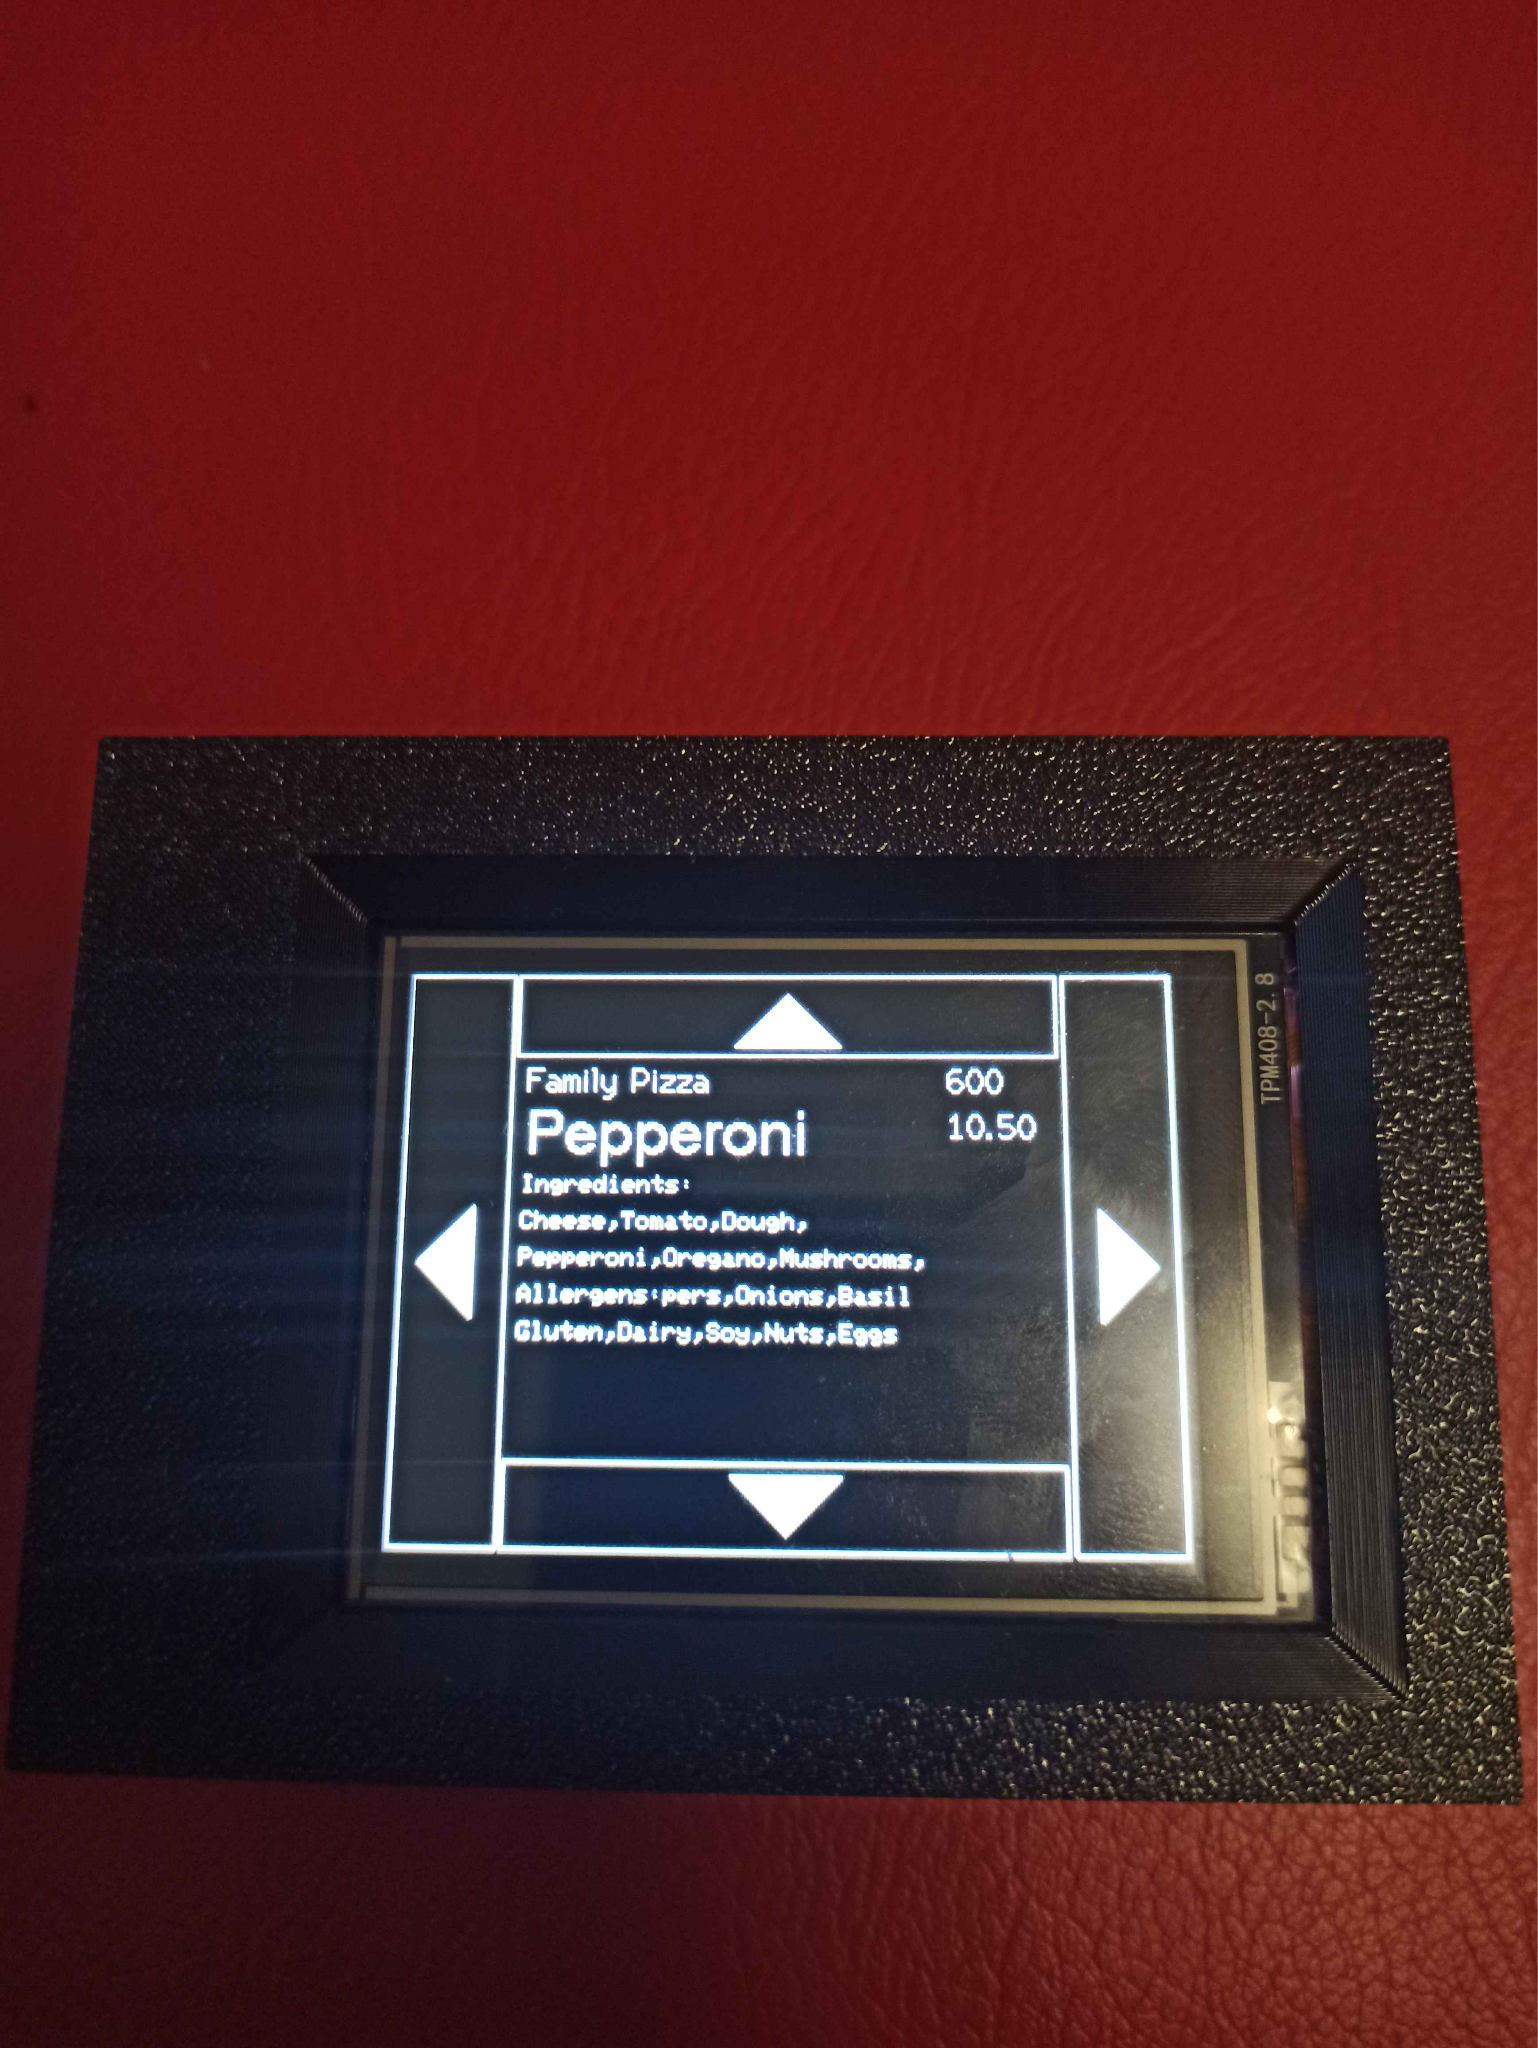 Family Pizza 600
Pepperoni 10.50
Ingredients:
Cheese,Tomato,Dough,
Pepperoni,Oregano,Mushrooms,
Allergens:pers,Onions,Basil
Gluten,Dairy,Soy,Nuts,Eggs
TPM408-2.8